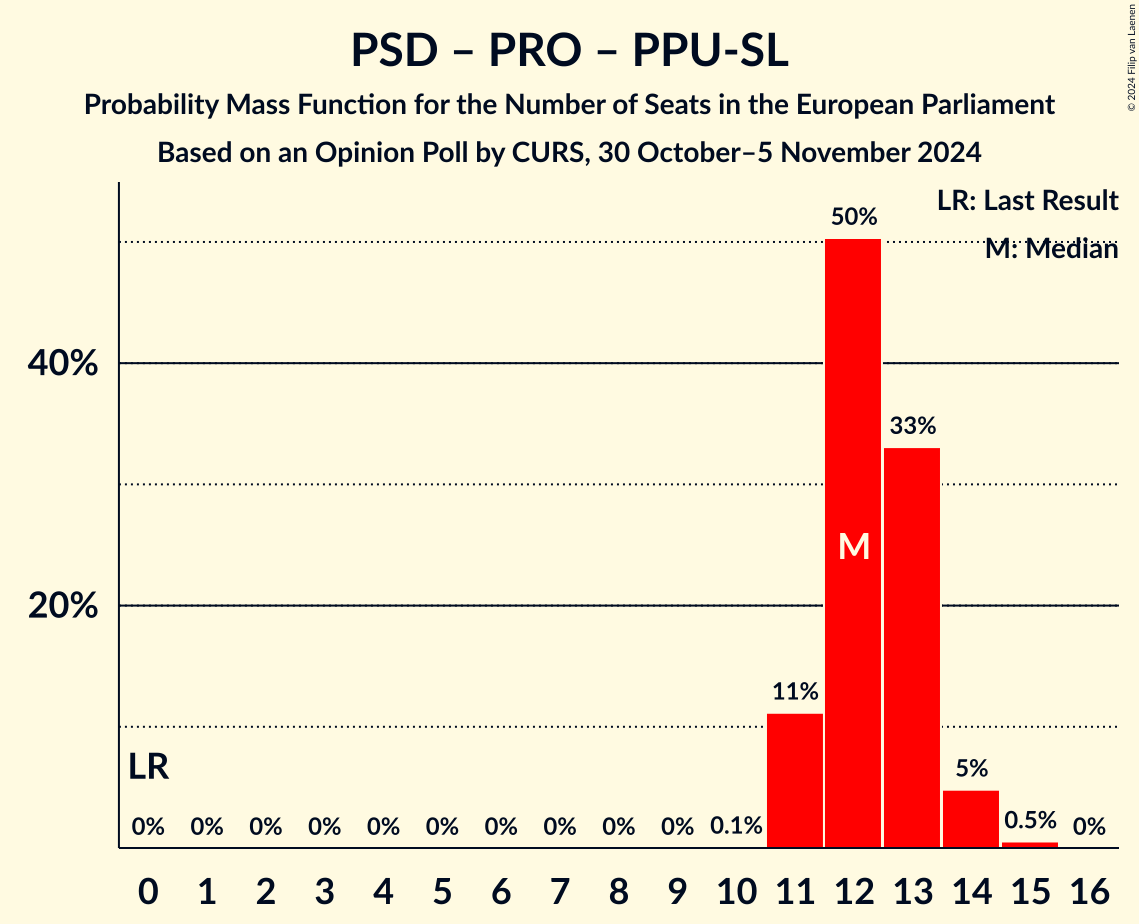 PSD – PRO – PPU-SL
Probability Mass Function for the Number of Seats in the European Parliament
Based on an Opinion Poll by CURS, 30 October–5 November 2024
© 2024 Filip van Laenen
LR: Last Result
M: Median
50%
40%
33%
M
20%
11%
LR
5%
0% 0% 0% 0% 0% 0% 0% 0% 0% 0% 0.1% 0.5% 0%
0 1 2 3 4 5 6 7 8 9 10 11 12 13 14 15 16